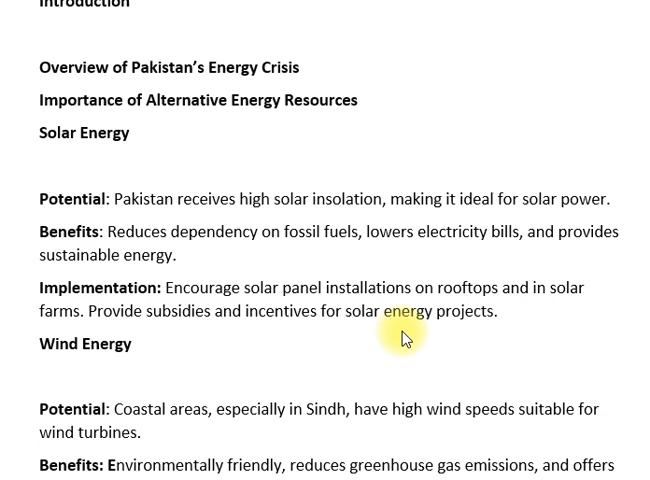 Introduction
Overview of Pakistan’s Energy Crisis
Importance of Alternative Energy Resources
Solar Energy
Potential: Pakistan receives high solar insolation, making it ideal for solar power.
Benefits: Reduces dependency on fossil fuels, lowers electricity bills, and provides
sustainable energy.
Implementation: Encourage solar panel installations on rooftops and in solar
farms. Provide subsidies and incentives for solar energy projects.
Wind Energy
Potential: Coastal areas, especially in Sindh, have high wind speeds suitable for
wind turbines.
Benefits: Environmentally friendly, reduces greenhouse gas emissions, and offers